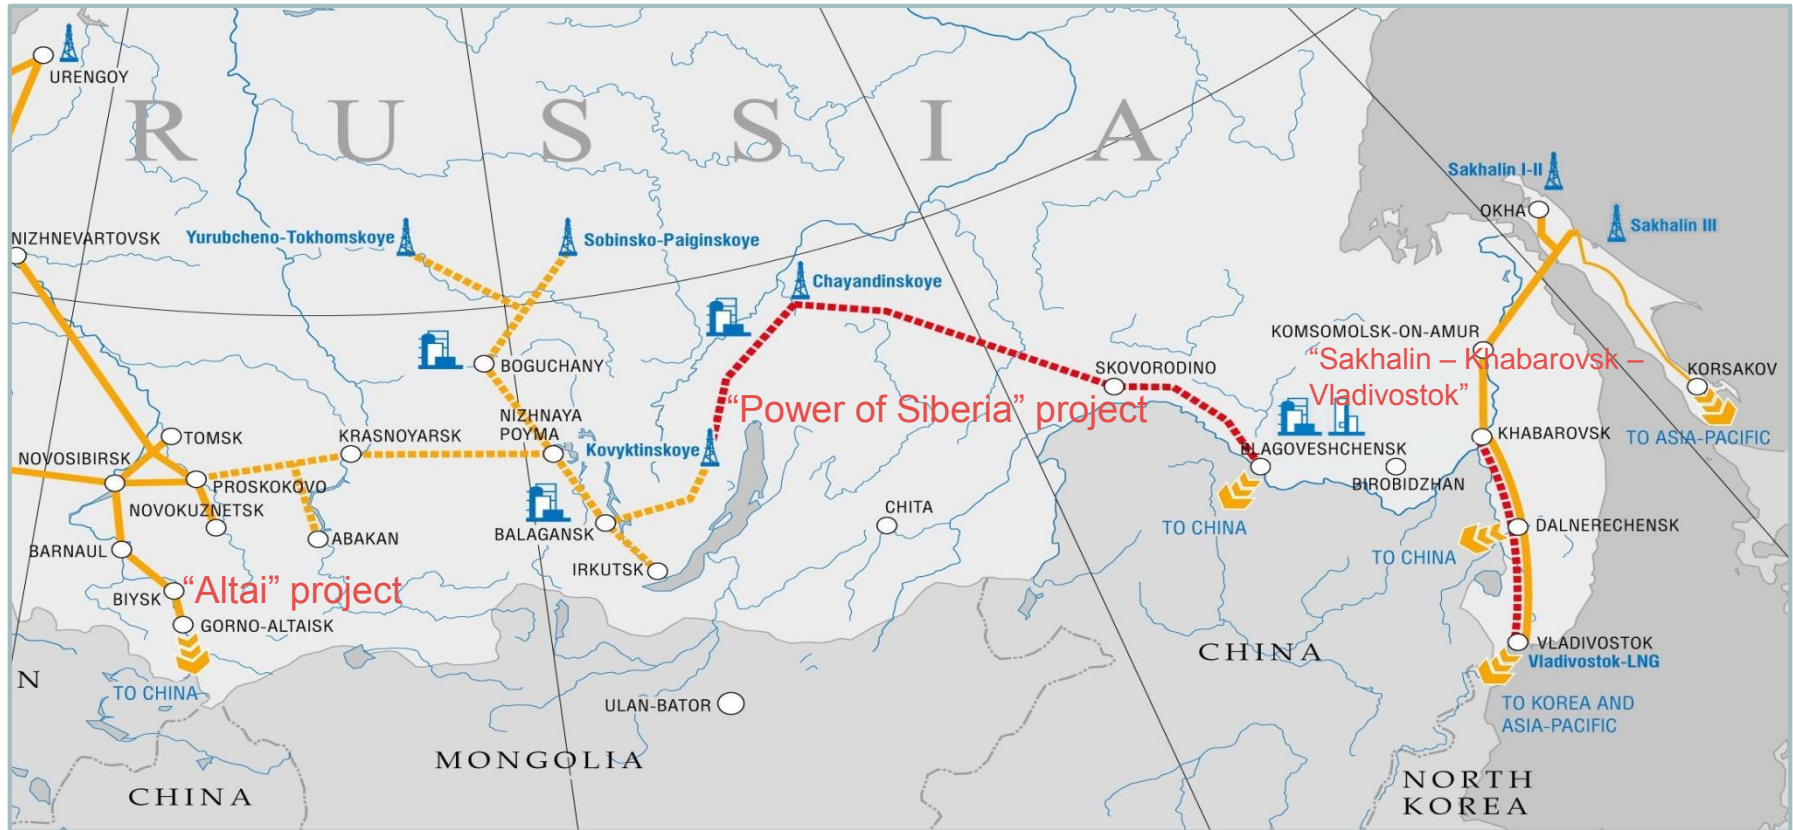 URENGOY
RUSSIA
Sakhalin I-II
OKHA
Sakhalin III
NIZHNEVARTOVSK
Yurubcheno-Tokhomskoye
Sobinsko-Paiginskoye
Chayandinskoye
KOMSOMOLSK-ON-AMUR
“Sakhalin – Khabarovsk –
Vladivostok”
BOGUCHANY
SKOVORODINO
KORSAKOV
“Power of Siberia” project
NIZHNAYA
POYMA
TOMSK
KRASNOYARSK
KHABAROVSK
TO ASIA-PACIFIC
NOVOSIBIRSK
Kovyktinskoye
BLAGOVESHCHENSK
PROSKOKOVO
BIROBIDZHAN
NOVOKUZNETSK
CHITA
TO CHINA
DALNERECHENSK
ABAKAN
BALAGANSK
BARNAUL
TO CHINA
IRKUTSK
“Altai” project
BIYSK
GORNO-ALTAISK
VLADIVOSTOK
Vladivostok-LNG
CHINA
N
TO CHINA
ULAN-BATOR
TO KOREA AND
ASIA-PACIFIC
MONGOLIA
CHINA
NORTH
KOREA